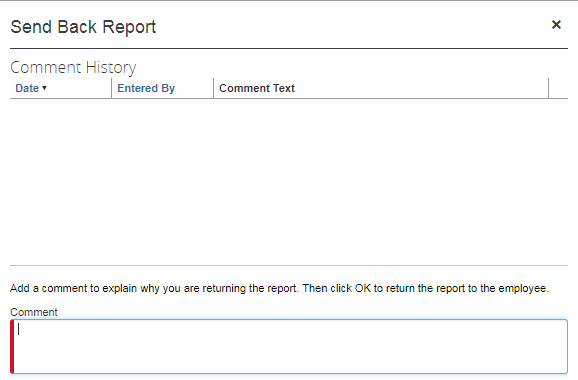 Send Back Report ×
Comment History
Date ▾ Entered By Comment Text
Add a comment to explain why you are returning the report. Then click OK to return the report to the employee.
Comment